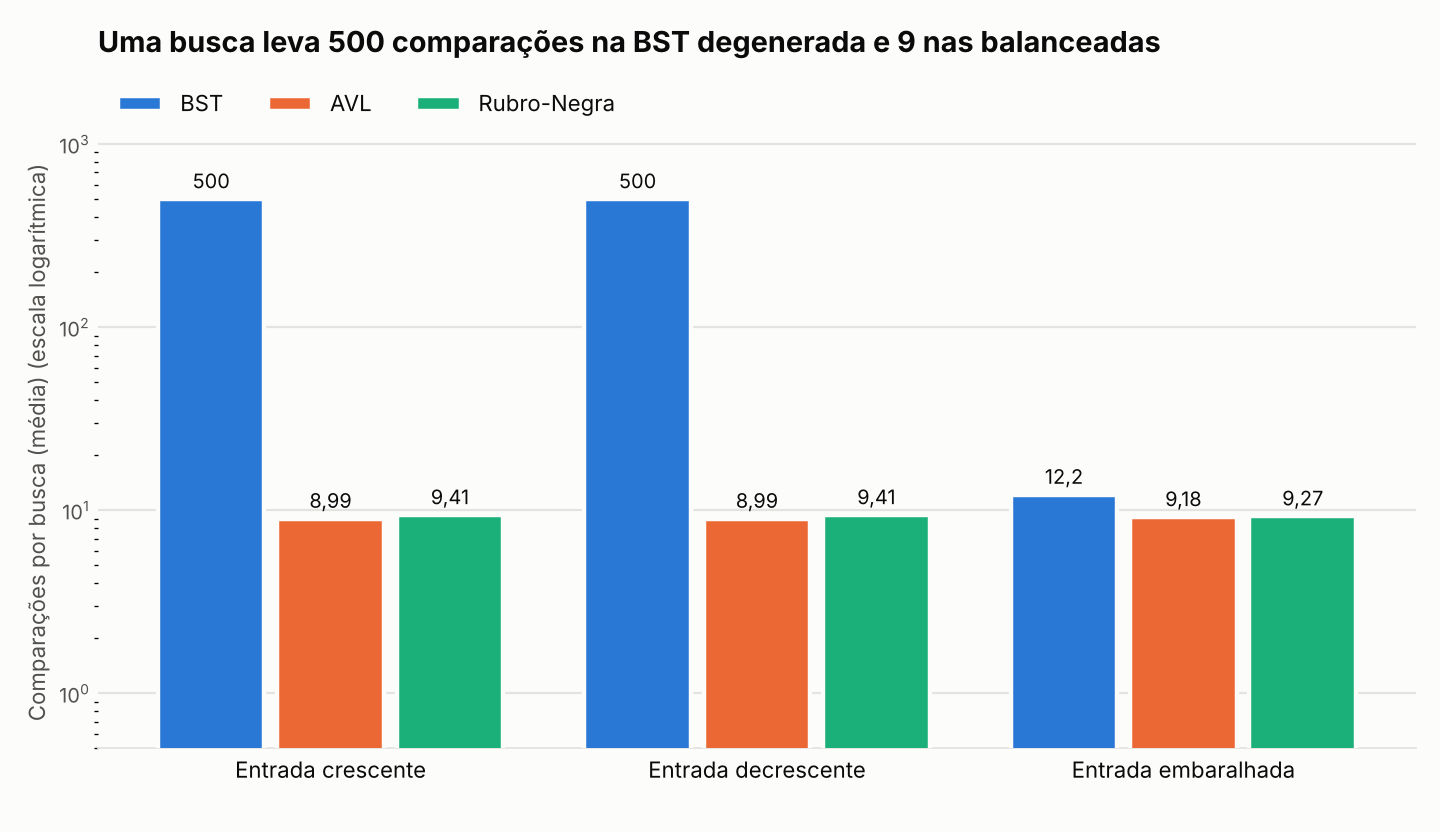 Uma busca leva 500 comparações na BST degenerada e 9 nas balanceadas
BST AVL Rubro-Negra
Comparações por busca (média) (escala logarítmica)
10³
10²
10¹
10⁰
500 8,99 9,41
500 8,99 9,41
12,2 9,18 9,27
Entrada crescente Entrada decrescente Entrada embaralhada